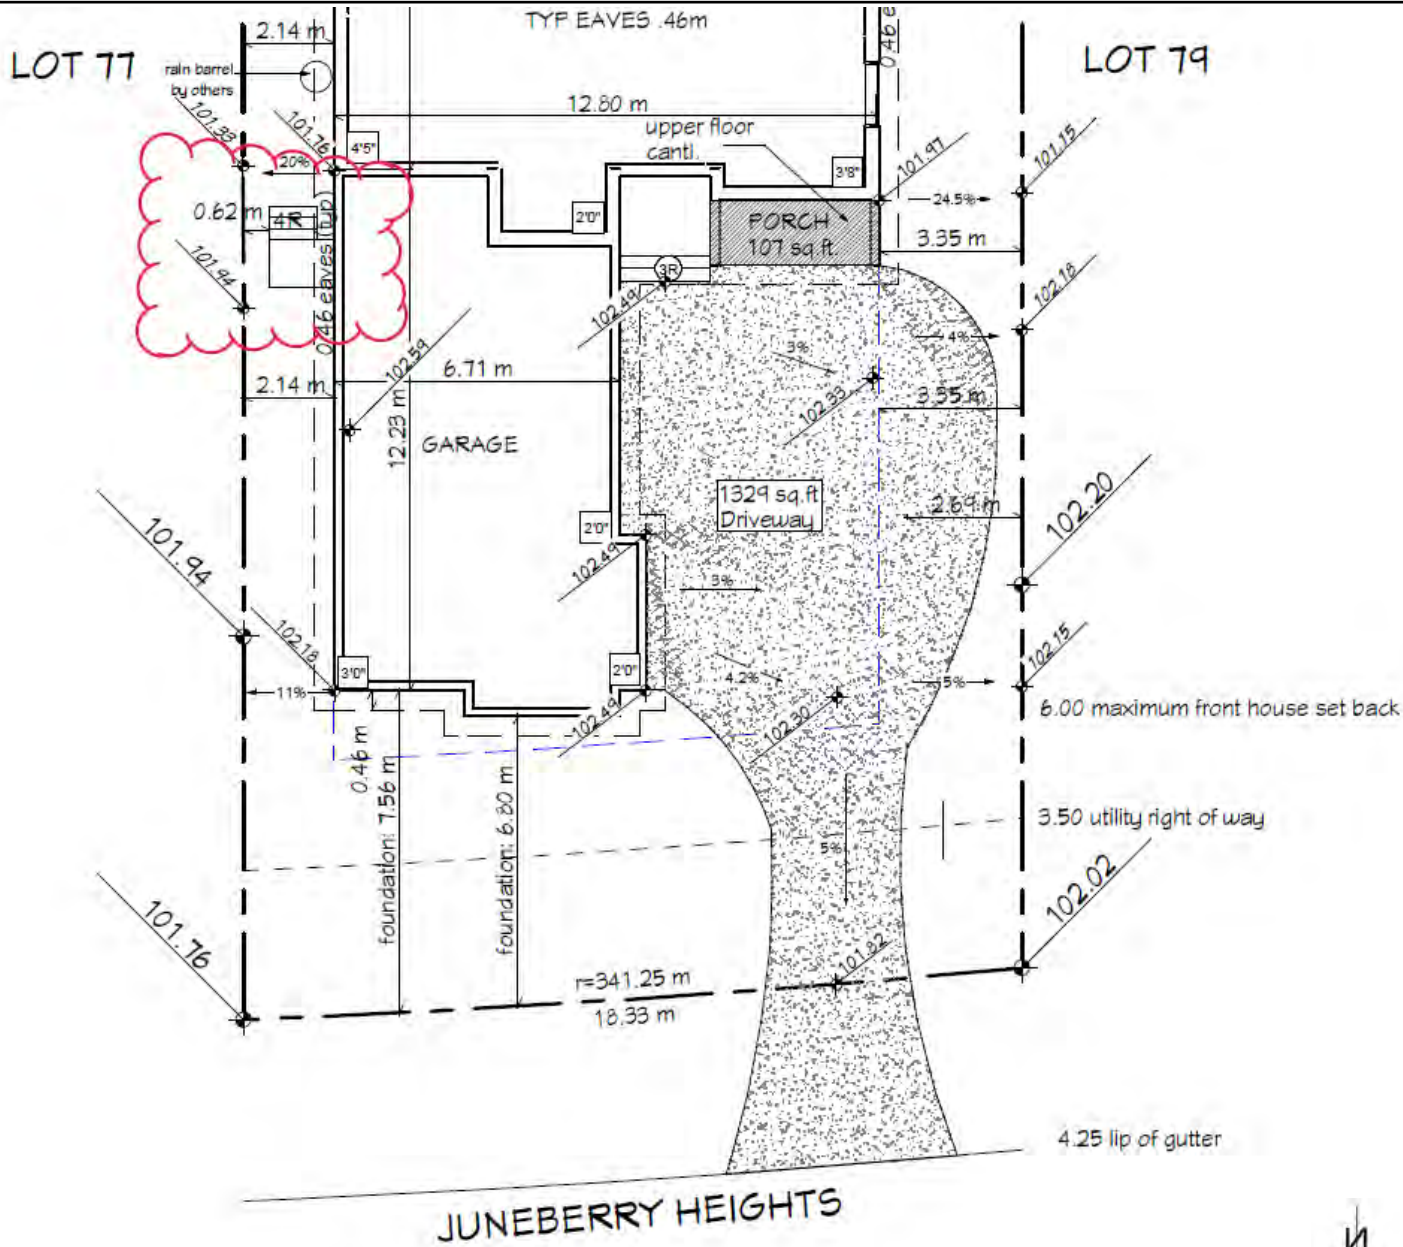 TYP EAVES .46m
2.14 m
0.46 e
LOT 77
LOT 79
rain barrel
by others
12.80 m
upper floor
cantl.
101.33
101.76
4'5"
3'8"
101.97
101.15
20%
24.5%
0.62 m
4R
2'0"
PORCH
107 sq.ft.
3.35 m
101.94
0.46 eaves (typ)
3R
102.49
102.18
4%
3%
102.59
6.71 m
2.14 m
12.23 m
102.33
3.35 m
GARAGE
1329 sq.ft
Driveway
2.69 m
102.20
101.94
2'0"
102.49
3%
102.18
3'0"
2'0"
11%
4.2%
5%
102.15
102.49
102.30
6.00 maximum front house set back
0.46 m
foundation: 7.56 m
foundation: 6.80 m
3.50 utility right of way
5%
102.02
101.76
101.82
r=341.25 m
18.33 m
4.25 lip of gutter
JUNEBERRY HEIGHTS